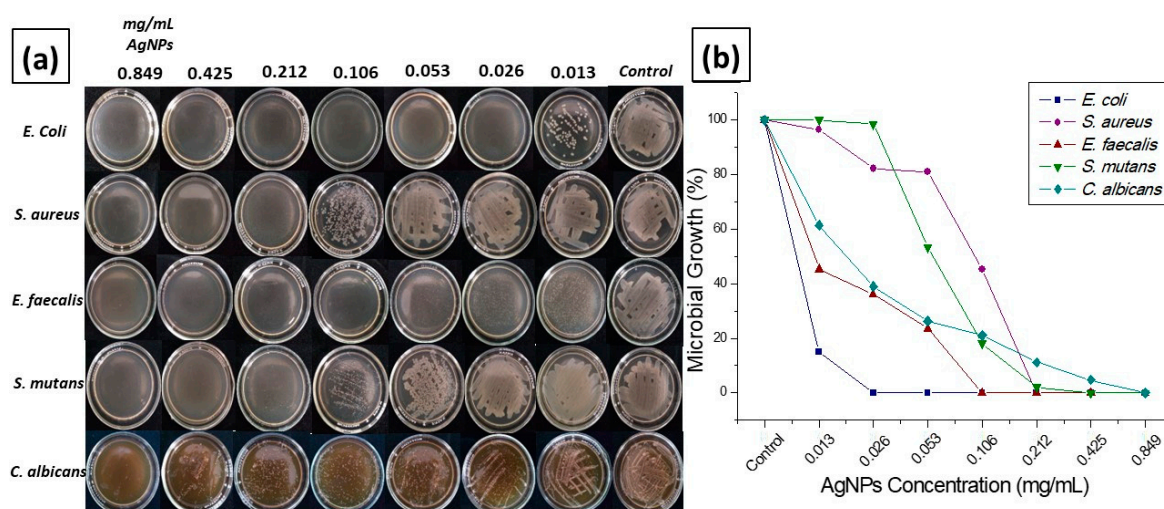 (a)
mg/mL
AgNPs
0.849 0.425 0.212 0.106 0.053 0.026 0.013 Control
E. Coli
S. aureus
E. faecalis
S. mutans
C. albicans
(b)
E. coli
S. aureus
E. faecalis
S. mutans
C. albicans
100
80
60
40
20
0
Microbial Growth (%)
Control 0.013 0.026 0.053 0.106 0.212 0.425 0.849
AgNPs Concentration (mg/mL)